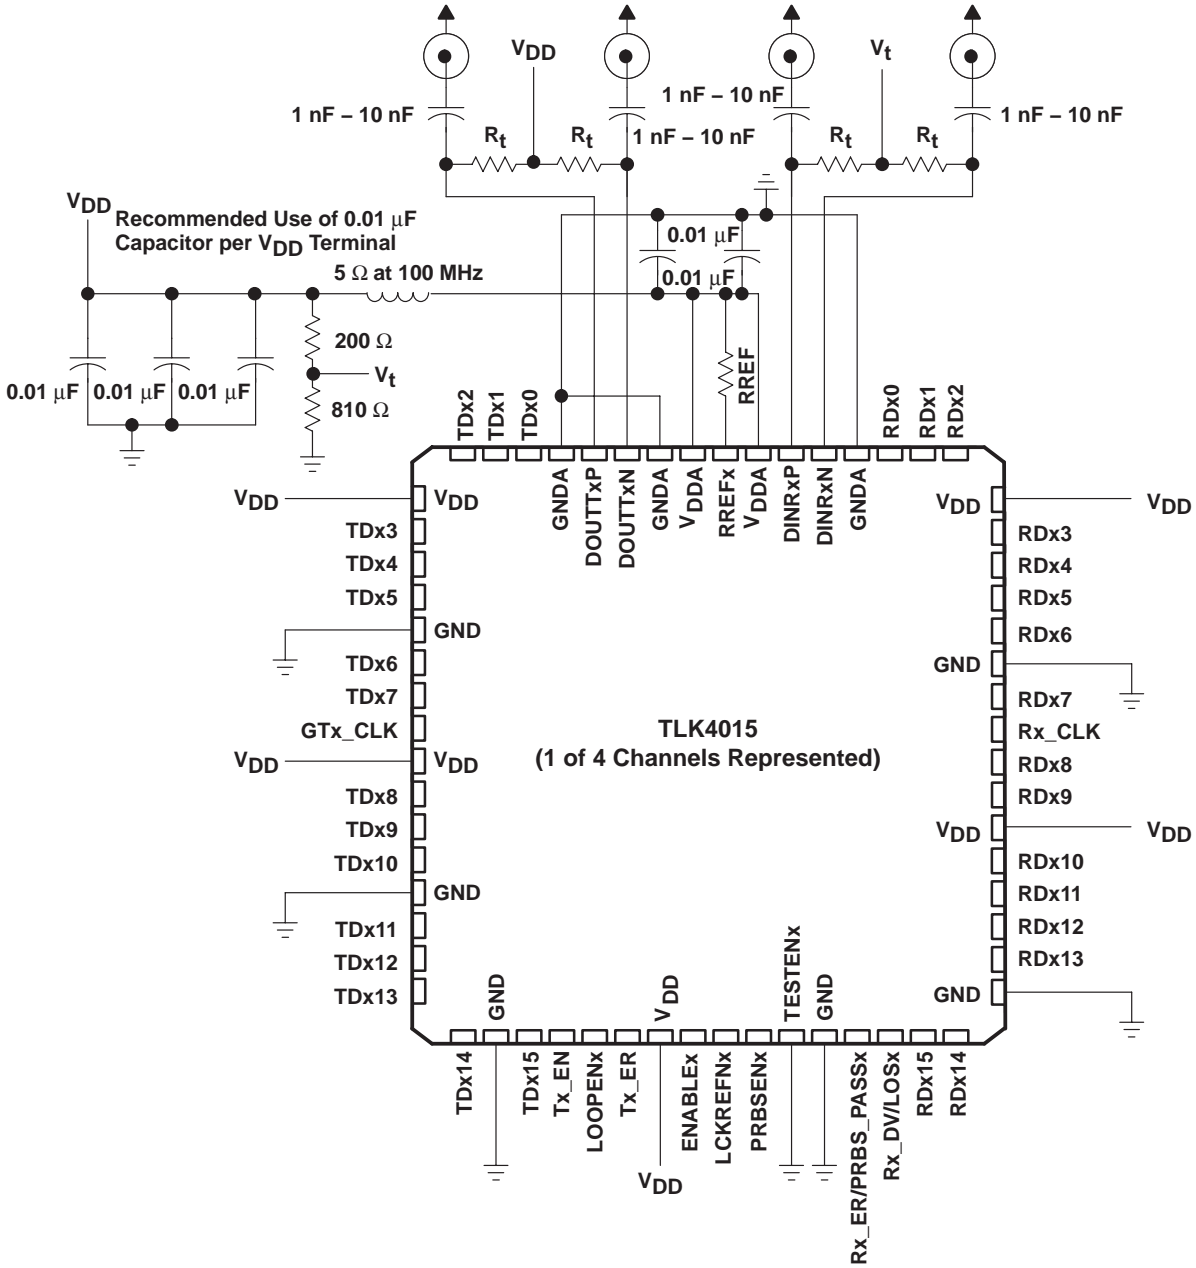 VDD
Vt
1 nF – 10 nF
1 nF – 10 nF
1 nF – 10 nF
1 nF – 10 nF
Rt
Rt
Rt
Rt
VDD
Recommended Use of 0.01 μF
Capacitor per VDD Terminal
0.01 μF
0.01 μF
5 Ω at 100 MHz
200 Ω
Vt
810 Ω
0.01 μF
0.01 μF
0.01 μF
RREF
TDx2
TDx1
TDx0
RDx0
RDx1
RDx2
GNDA
DOUTTxP
DOUTTxN
GNDA
VDDA
RREFx
VDDA
DINRxP
DINRxN
GNDA
VDD
VDD
TDx3
TDx4
TDx5
GND
TDx6
TDx7
GTx_CLK
VDD
VDD
TDx8
TDx9
TDx10
GND
TDx11
TDx12
TDx13
TLK4015
(1 of 4 Channels Represented)
VDD
VDD
RDx3
RDx4
RDx5
RDx6
GND
RDx7
Rx_CLK
RDx8
RDx9
VDD
VDD
RDx10
RDx11
RDx12
RDx13
GND
GND
VDD
TESTENx
GND
TDx14
TDx15
Tx_EN
LOOPENx
Tx_ER
VDD
ENABLEx
LCKREFNx
PRBSENx
Rx_ER/PRBS_PASSx
Rx_DV/LOSx
RDx15
RDx14